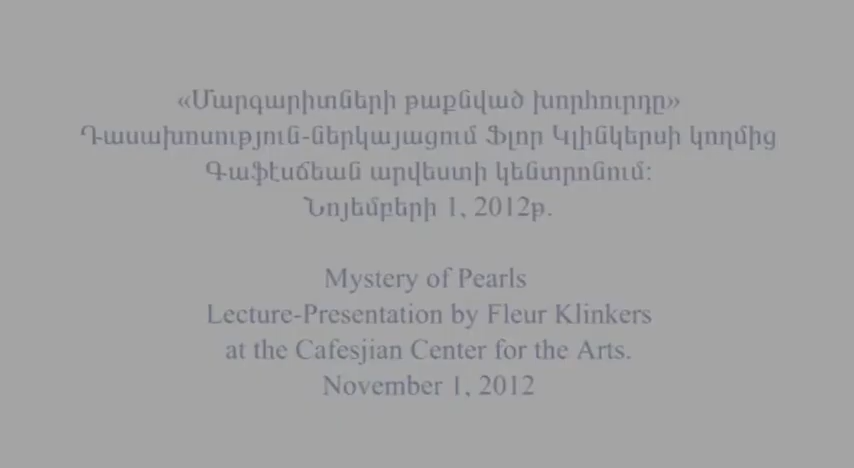 «Մարգարիտների թաքնված խորհուրդը»
Դասախոսություն-ներկայացում Ֆլոր Կլինկերսի կողմից
Գաֆէսճեան արվեստի կենտրոնում:
Նոյեմբերի 1, 2012թ.
Mystery of Pearls
Lecture-Presentation by Fleur Klinkers
at the Cafesjian Center for the Arts.
November 1, 2012